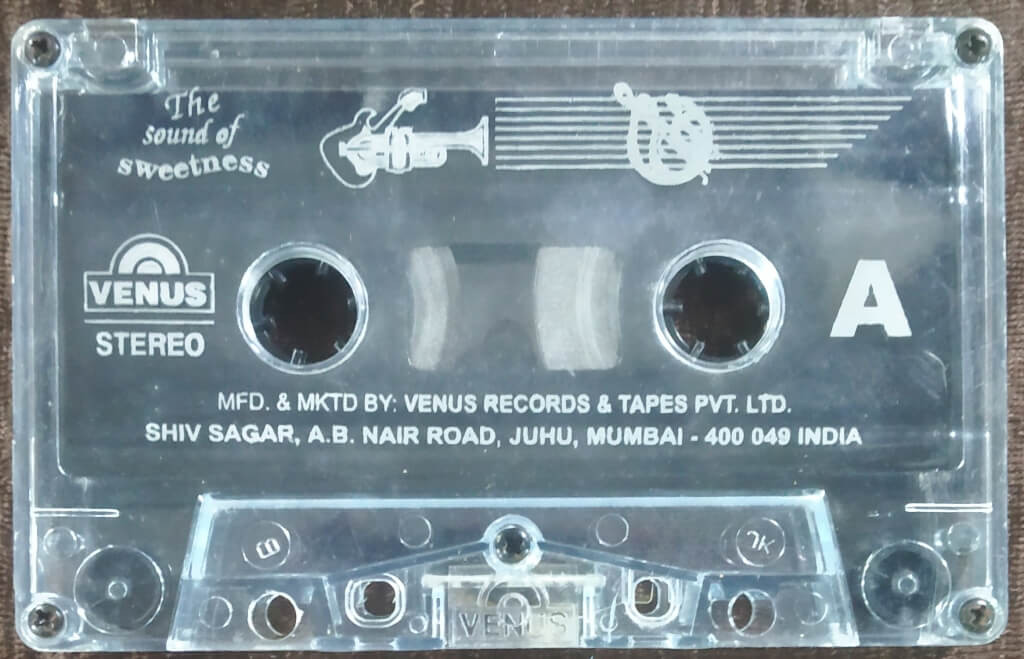 The
sound of
sweetness
VENUS
STEREO
A
MFD. & MKTD BY: VENUS RECORDS & TAPES PVT. LTD.
SHIV SAGAR, A.B. NAIR ROAD, JUHU, MUMBAI - 400 049 INDIA
B
VENUS